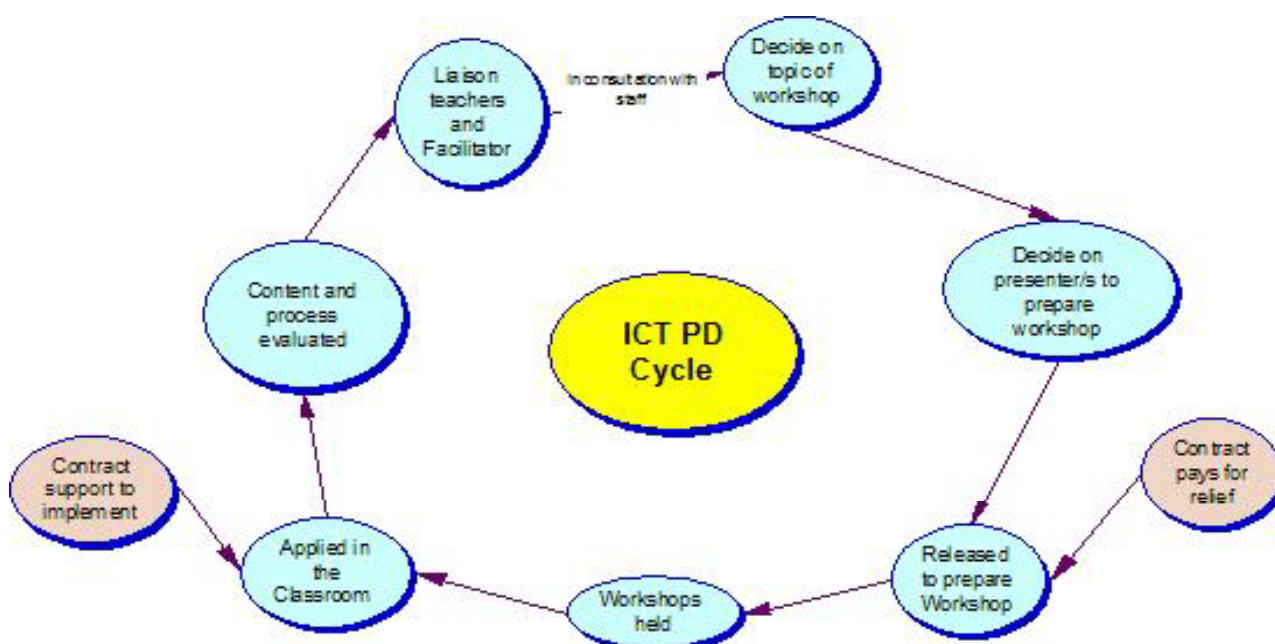 Liaison
teachers
and
Facilitator
In consultation with
staff
Decide on
topic of
workshop
Decide on
presenter/s to
prepare
workshop
Contract
pays for
relief
Released
to prepare
Workshop
Workshops
held
Applied in
the
Classroom
Contract
support to
implement
Content and
process
evaluated
ICT PD
Cycle